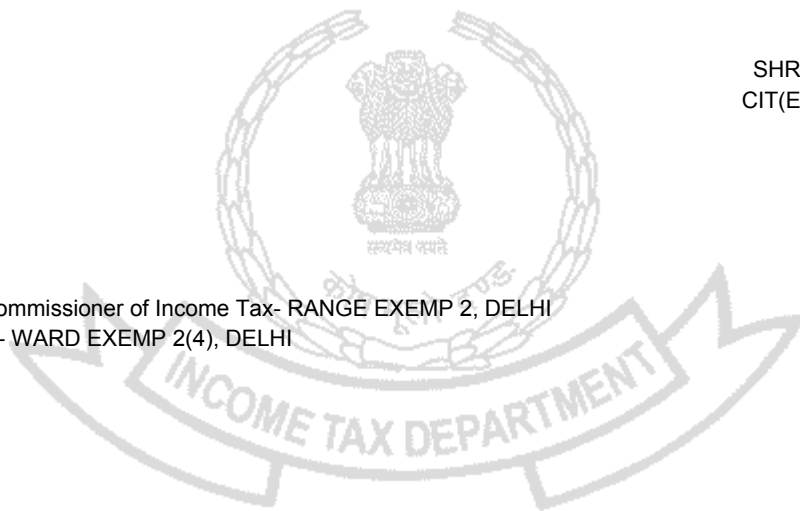 SHR
CIT(E
सत्यमेव जयते
ommissioner of Income Tax- RANGE EXEMP 2, DELHI
- WARD EXEMP 2(4), DELHI
INCOME TAX DEPARTMENT